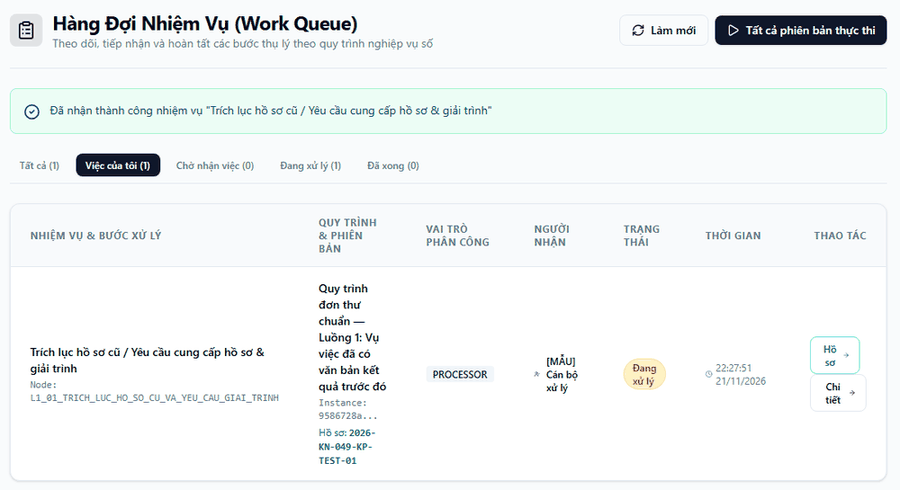 Hàng Đợi Nhiệm Vụ (Work Queue)
Theo dõi, tiếp nhận và hoàn tất các bước thụ lý theo quy trình nghiệp vụ số
Làm mới
Tất cả phiên bản thực thi
Đã nhận thành công nhiệm vụ "Trích lục hồ sơ cũ / Yêu cầu cung cấp hồ sơ & giải trình"
Tất cả (1)
Việc của tôi (1)
Chờ nhận việc (0)
Đang xử lý (1)
Đã xong (0)
NHIỆM VỤ & BƯỚC XỬ LÝ
QUY TRÌNH
& PHIÊN
BẢN
VAI TRÒ
PHÂN CÔNG
NGƯỜI
NHẬN
TRẠNG
THÁI
THỜI GIAN
THAO TÁC
Trích lục hồ sơ cũ / Yêu cầu cung cấp hồ sơ &
giải trình
Node:
L1_01_TRICH_LUC_HO_SO_CU_VA_YEU_CAU_GIAI_TRINH
Quy trình
đơn thư
chuẩn —
Luồng 1: Vụ
việc đã có
văn bản kết
quả trước đó
Instance:
9586728a...
Hồ sơ: 2026-
KN-049-KP-
TEST-01
PROCESSOR
[MẪU]
Cán bộ
xử lý
Đang
xử lý
22:27:51
21/11/2026
Hồ
sơ
Chi
tiết